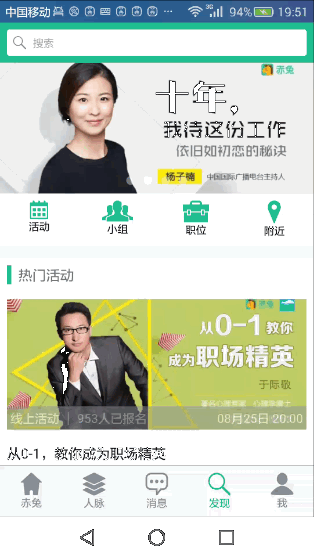 中国移动 3G 94% 19:51
搜索
赤兔
十年，
我待这份工作
依旧如初恋的秘诀
杨子楠 中国国际广播电台主持人
活动 小组 职位 附近
热门活动
赤兔
从0-1教你
成为职场精英
于际敬
线上活动 | 953人已报名 08月25日 20:00
从0-1，教你成为职场精英
赤兔 人脉 消息 发现 我